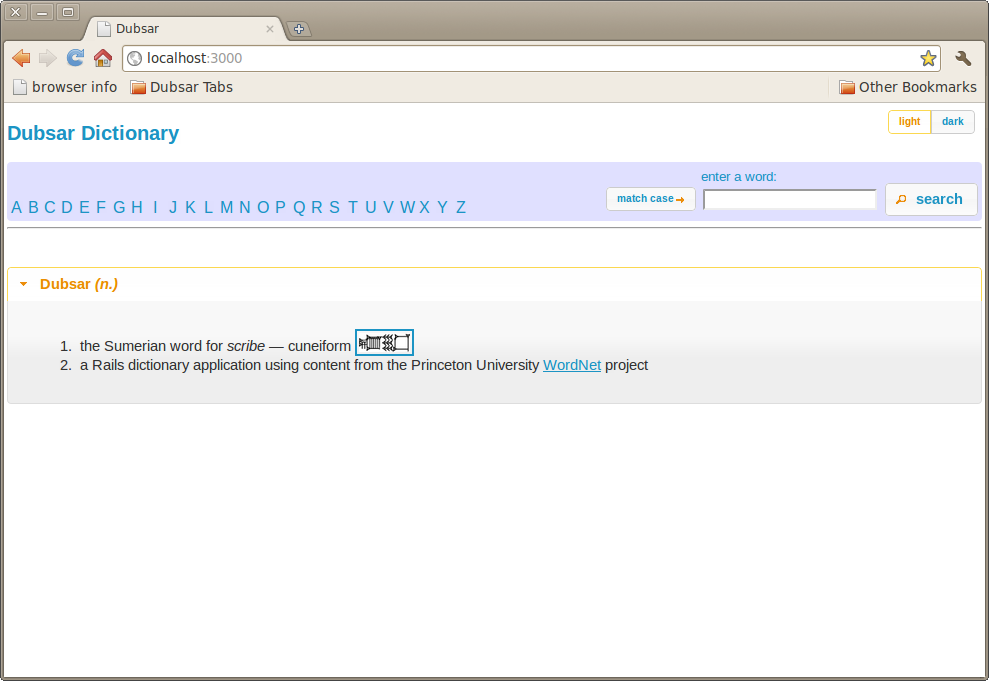 Dubsar
localhost:3000
browser info Dubsar Tabs Other Bookmarks
light dark
Dubsar Dictionary
enter a word:
A B C D E F G H I J K L M N O P Q R S T U V W X Y Z match case search
Dubsar (n.)
1. the Sumerian word for scribe — cuneiform
2. a Rails dictionary application using content from the Princeton University WordNet project